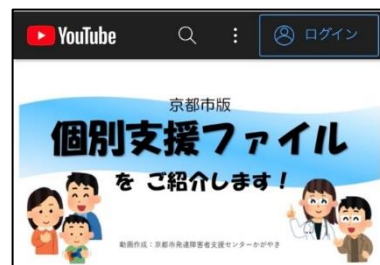 YouTube
ログイン
京都市版
個別支援ファイル
を ご紹介します！
動画作成：京都市発達障害者支援センターかがやき